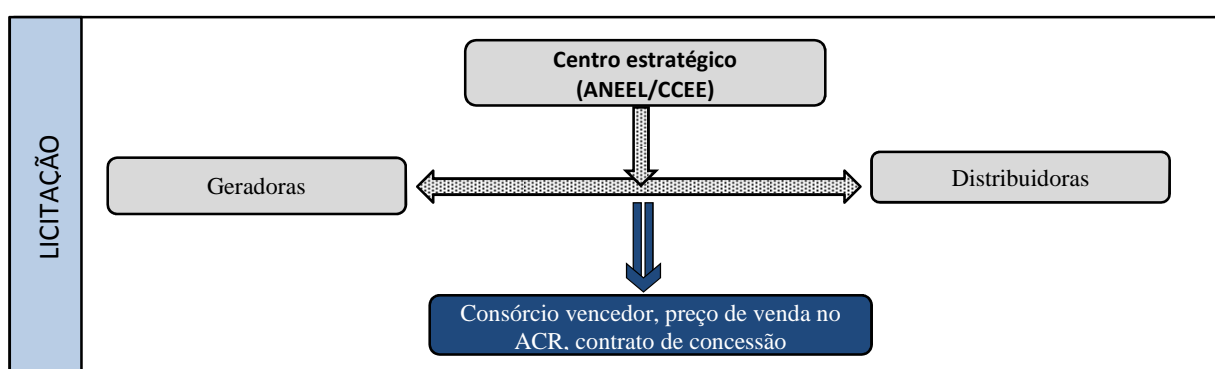 LICITAÇÃO
Centro estratégico
(ANEEL/CCEE)
Geradoras
Distribuidoras
Consórcio vencedor, preço de venda no
ACR, contrato de concessão